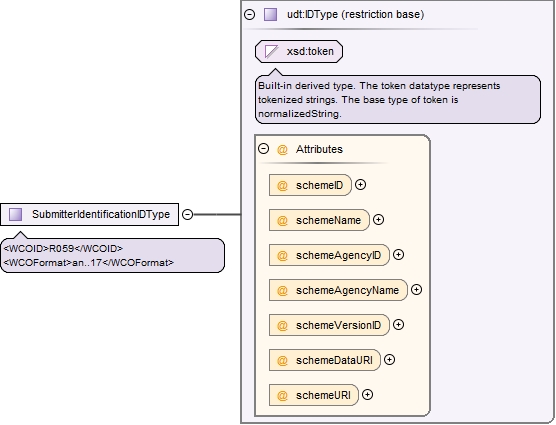 udt:IDType (restriction base)
xsd:token
Built-in derived type. The token datatype represents
tokenized strings. The base type of token is
normalizedString.
@ Attributes
@ schemeID
@ schemeName
@ schemeAgencyID
@ schemeAgencyName
@ schemeVersionID
@ schemeDataURI
@ schemeURI
SubmitterIdentificationIDType
<WCOID>R059</WCOID>
<WCOFormat>an..17</WCOFormat>